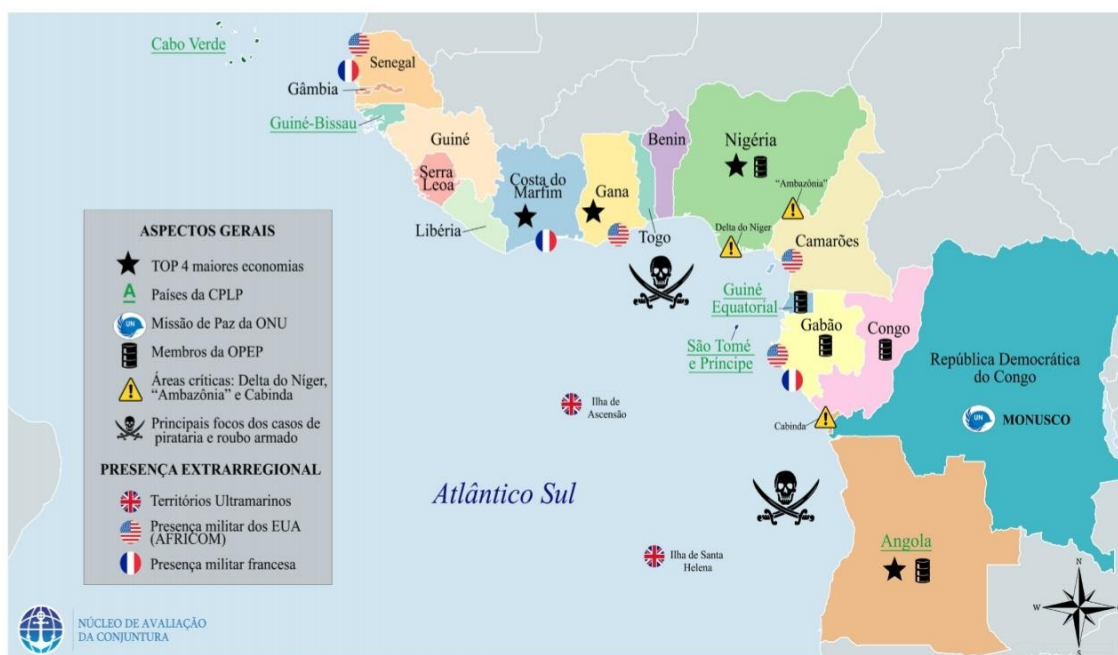 Cabo Verde
Senegal
Gâmbia
Guiné-Bissau
Guiné
Serra
Leoa
Libéria
Costa do
Marfim
Gana
Togo
Benin
Nigéria
"Ambazônia"
Delta do Níger
Camarões
Guiné
Equatorial
São Tomé
e Príncipe
Gabão
Congo
República Democrática
do Congo
UN
MONUSCO
Cabinda
Ilha de
Ascensão
Atlântico Sul
Ilha de Santa
Helena
Angola
ASPECTOS GERAIS
TOP 4 maiores economias
A
Países da CPLP
UN
Missão de Paz da ONU
Membros da OPEP
Áreas críticas: Delta do Níger,
"Ambazônia" e Cabinda
Principais focos dos casos de
pirataria e roubo armado
PRESENÇA EXTRARREGIONAL
Territórios Ultramarinos
Presença militar dos EUA
(AFRICOM)
Presença militar francesa
NÚCLEO DE AVALIAÇÃO
DA CONJUNTURA
N
W
E
S